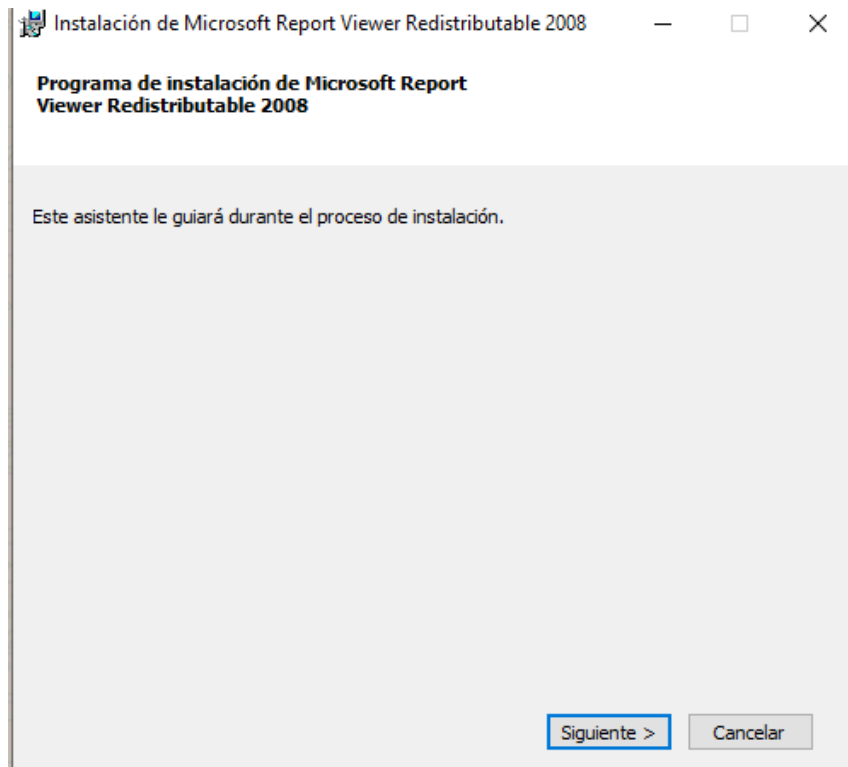 Instalación de Microsoft Report Viewer Redistributable 2008
Programa de instalación de Microsoft Report
Viewer Redistributable 2008
Este asistente le guiará durante el proceso de instalación.
Siguiente >
Cancelar